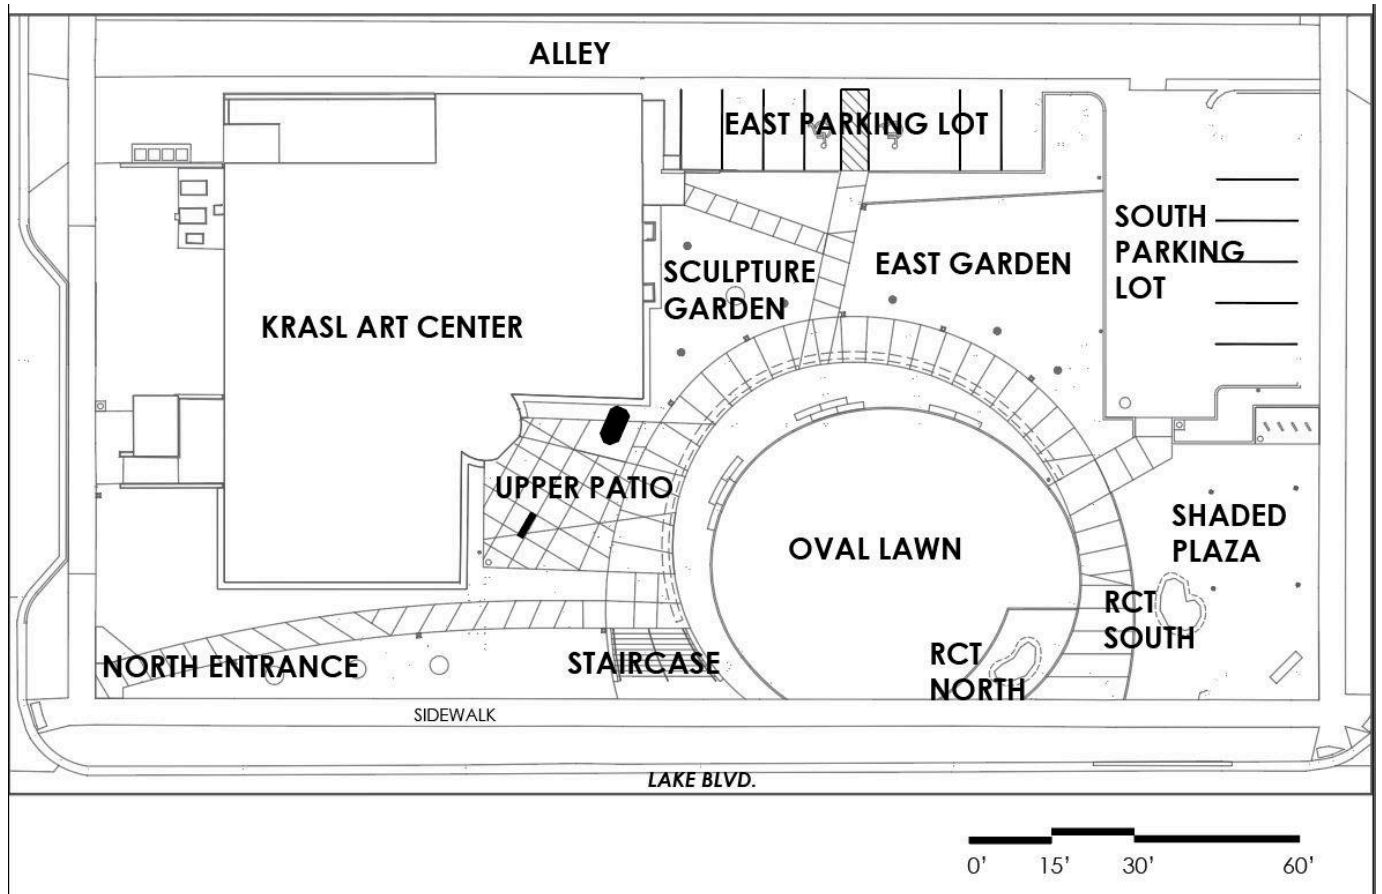 ALLEY
EAST PARKING LOT
SOUTH
PARKING
LOT
SCULPTURE
GARDEN
EAST GARDEN
KRASL ART CENTER
UPPER PATIO
OVAL LAWN
SHADED
PLAZA
RCT
SOUTH
RCT
NORTH
NORTH ENTRANCE
STAIRCASE
SIDEWALK
LAKE BLVD.
0' 15' 30' 60'